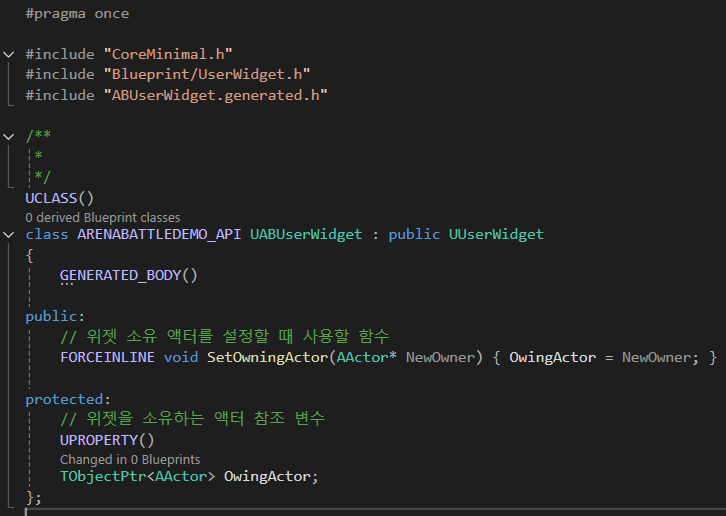 #pragma once
#include "CoreMinimal.h"
#include "Blueprint/UserWidget.h"
#include "ABUserWidget.generated.h"
/**
 *
 */
UCLASS()
0 derived Blueprint classes
class ARENABATTLEDEMO_API UABUserWidget : public UUserWidget
{
GENERATED_BODY()
public:
// 위젯 소유 액터를 설정할 때 사용할 함수
FORCEINLINE void SetOwningActor(AActor* NewOwner) { OwingActor = NewOwner; }
protected:
// 위젯을 소유하는 액터 참조 변수
UPROPERTY()
Changed in 0 Blueprints
TObjectPtr<AActor> OwingActor;
};